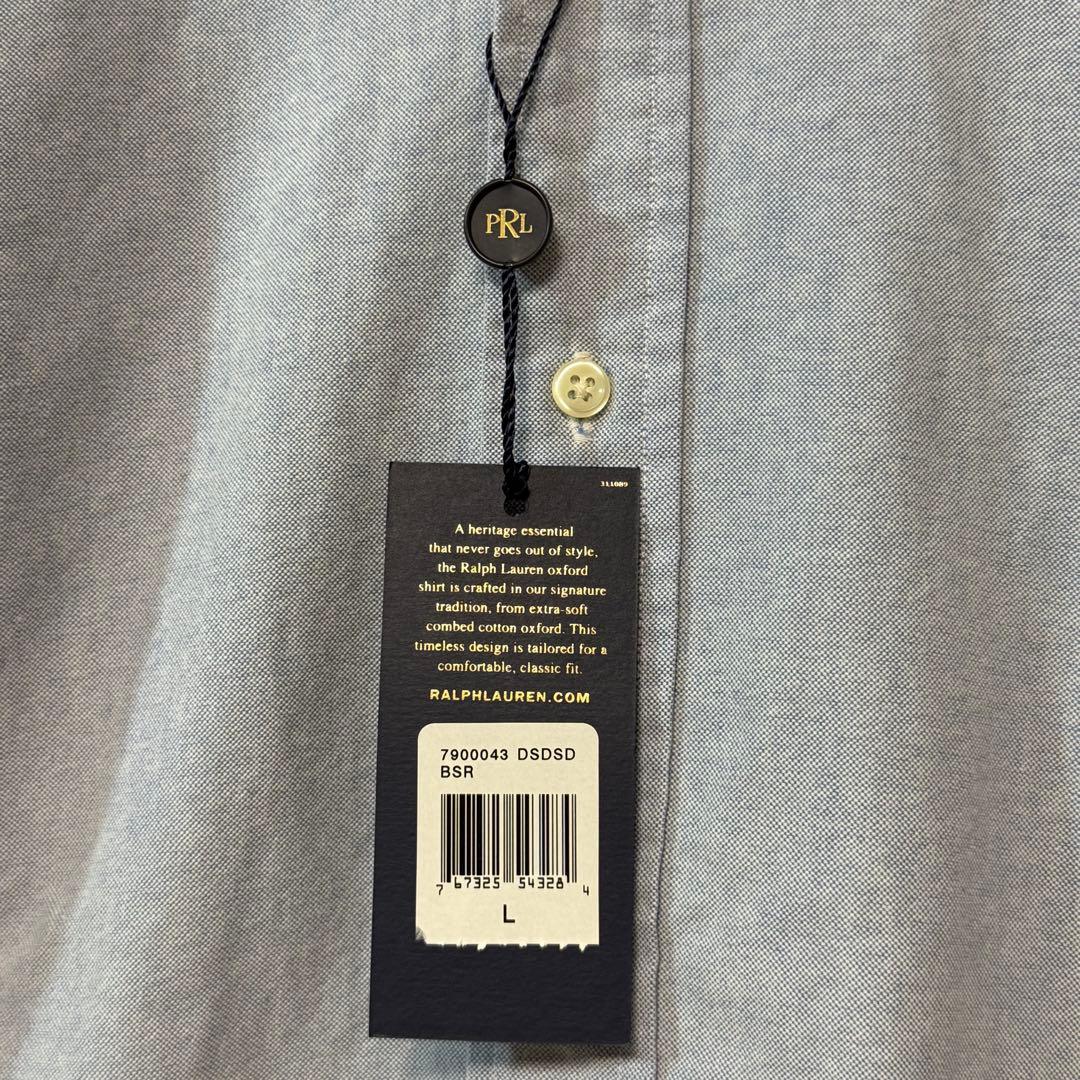 PRL
311089
A heritage essential
that never goes out of style,
the Ralph Lauren oxford
shirt is crafted in our signature
tradition, from extra-soft
combed cotton oxford. This
timeless design is tailored for a
comfortable, classic fit.
RALPHLAUREN.COM
7900043 DSDSD
BSR
7 67325 54328 4
L